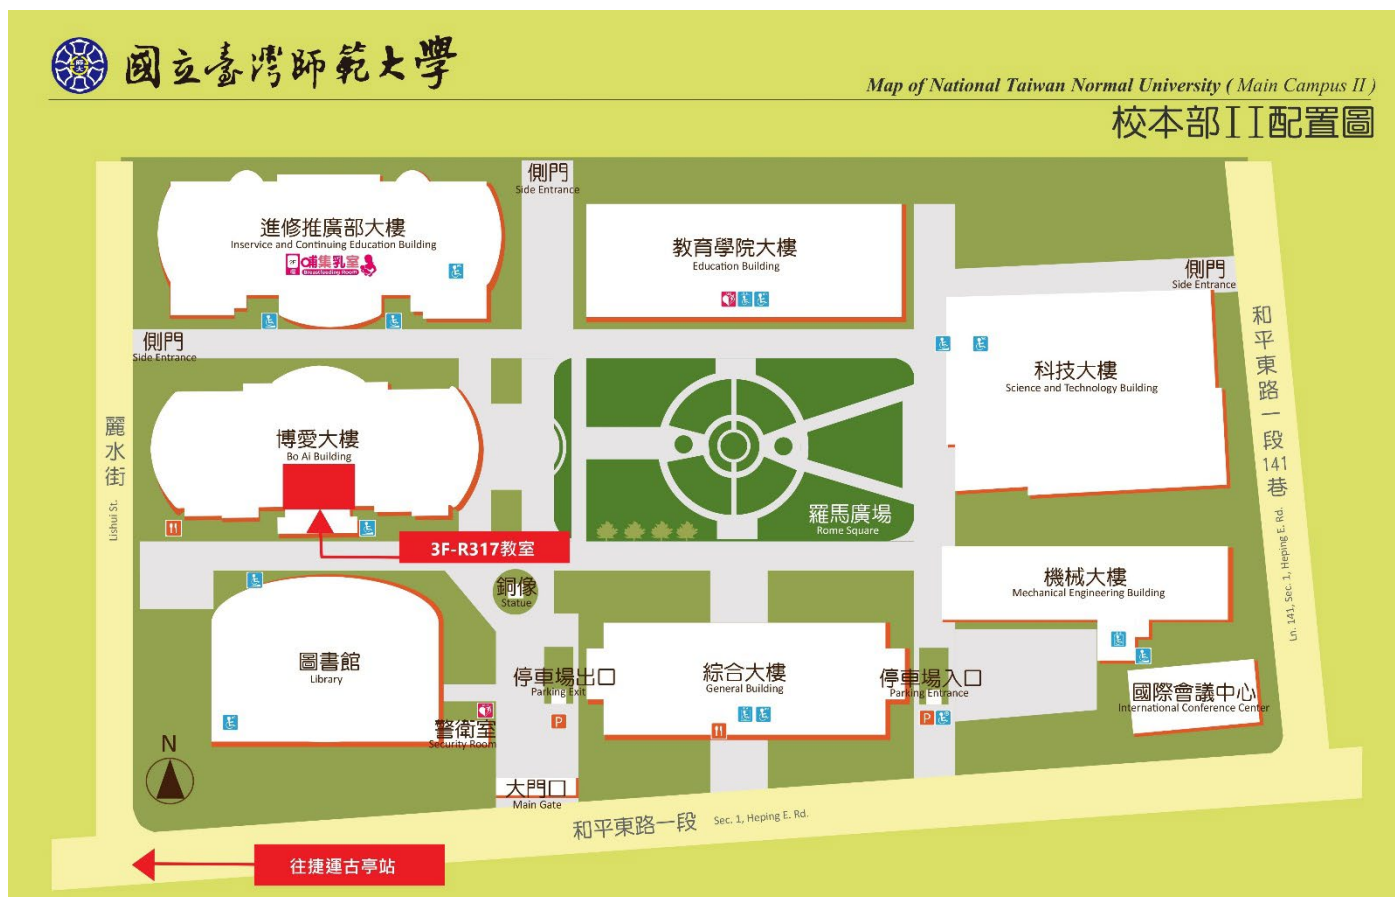 國立臺灣師範大學
Map of National Taiwan Normal University ( Main Campus II )
校本部II配置圖
側門
Side Entrance
進修推廣部大樓
Inservice and Continuing Education Building
哺集乳室
Breastfeeding Room
教育學院大樓
Education Building
側門
Side Entrance
側門
Side Entrance
和平東路一段141巷
Ln. 141, Sec. 1, Heping E. Rd.
科技大樓
Science and Technology Building
麗水街
Lishui St.
博愛大樓
Bo Ai Building
羅馬廣場
Rome Square
3F-R317教室
銅像
Statue
機械大樓
Mechanical Engineering Building
圖書館
Library
停車場出口
Parking Exit
P
綜合大樓
General Building
停車場入口
Parking Entrance
P
國際會議中心
International Conference Center
警衛室
Security Room
N
大門口
Main Gate
和平東路一段 Sec. 1, Heping E. Rd.
往捷運古亭站